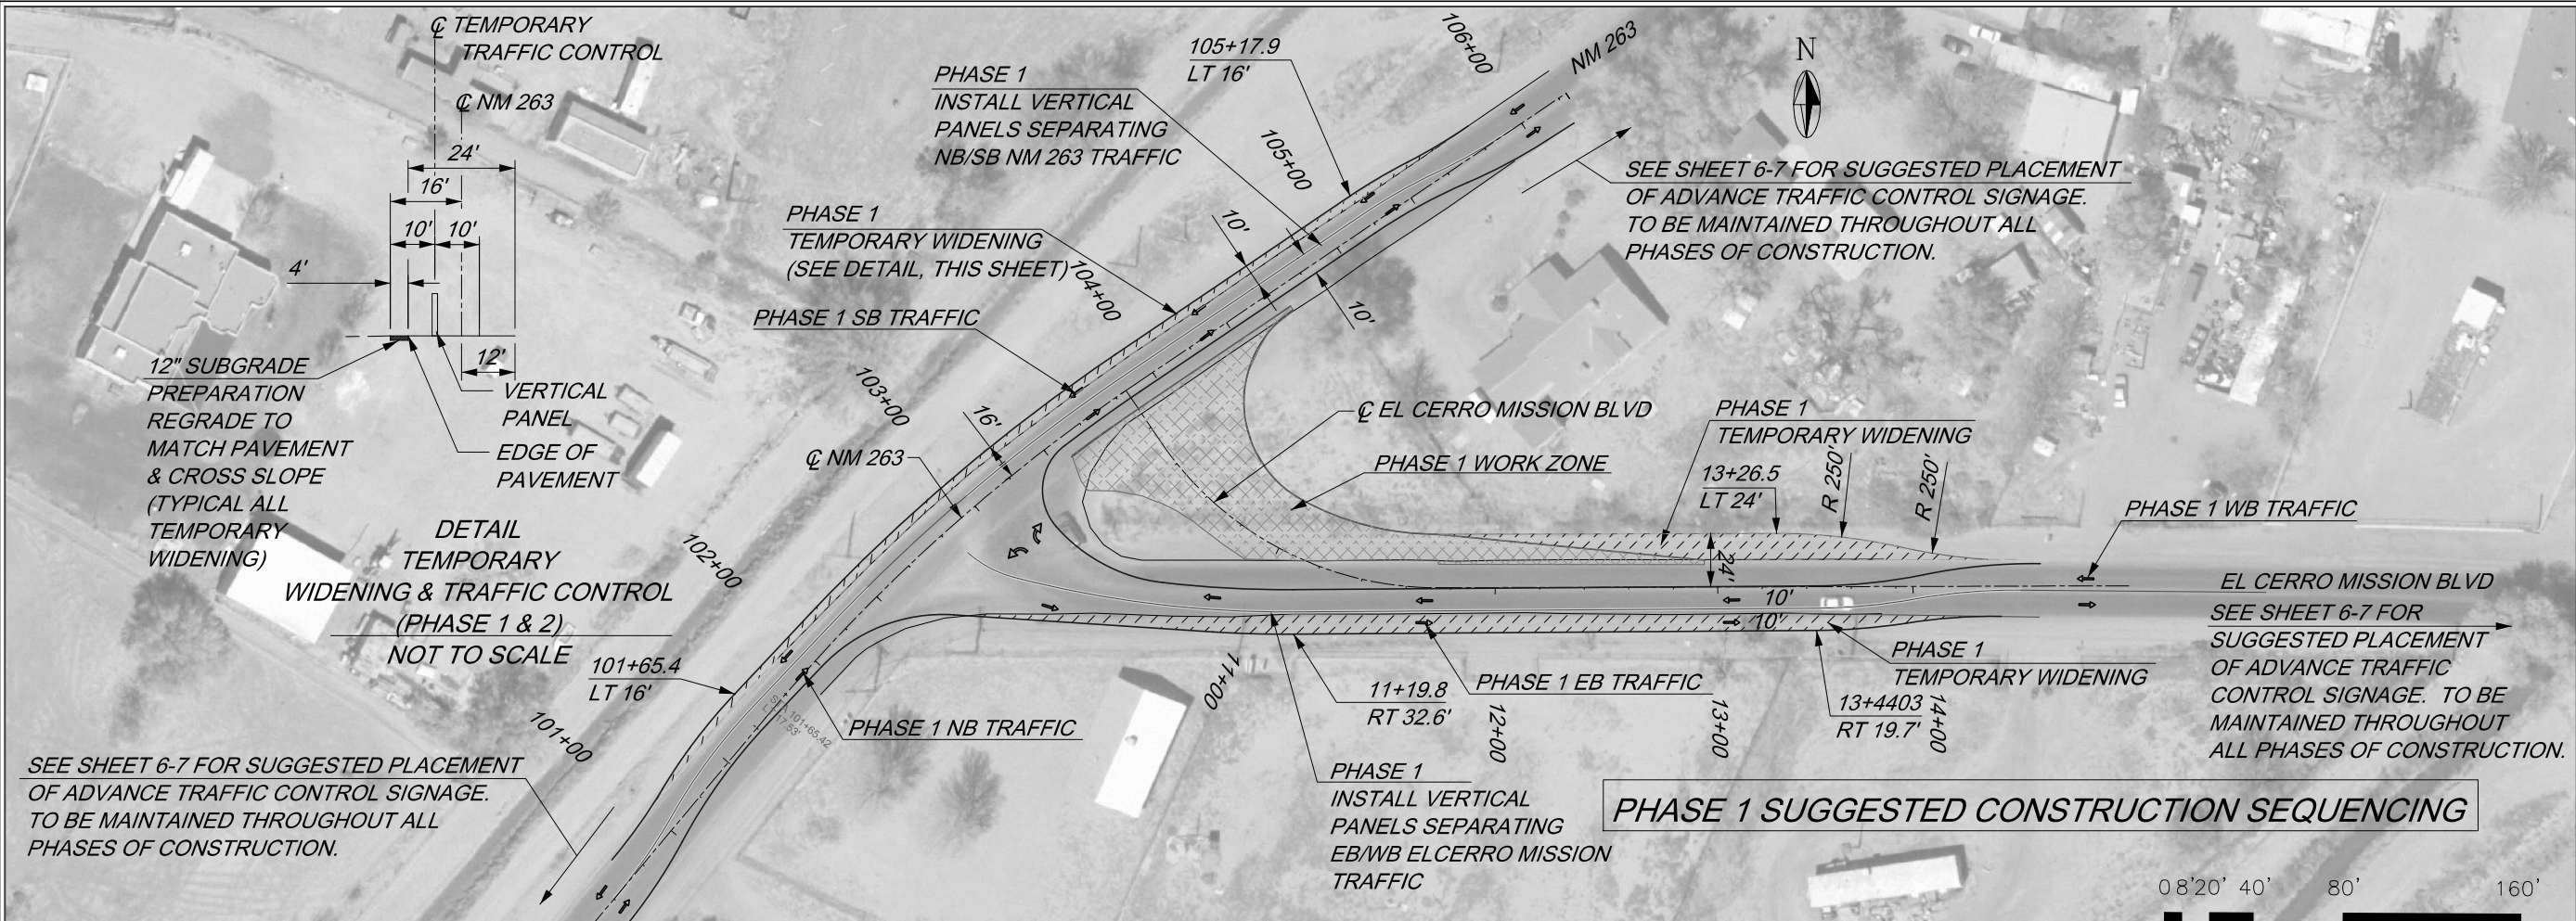 ℄ TEMPORARY
TRAFFIC CONTROL
℄ NM 263
24'
16'
10' 10'
4'
12'
12" SUBGRADE
PREPARATION
REGRADE TO
MATCH PAVEMENT
& CROSS SLOPE
(TYPICAL ALL
TEMPORARY
WIDENING)
VERTICAL
PANEL
EDGE OF
PAVEMENT
DETAIL
TEMPORARY
WIDENING & TRAFFIC CONTROL
(PHASE 1 & 2)
NOT TO SCALE
101+65.4
LT 16'
SEE SHEET 6-7 FOR SUGGESTED PLACEMENT
OF ADVANCE TRAFFIC CONTROL SIGNAGE.
TO BE MAINTAINED THROUGHOUT ALL
PHASES OF CONSTRUCTION.
101+00
102+00
103+00
104+00
105+00
106+00
NM 263
PHASE 1
INSTALL VERTICAL
PANELS SEPARATING
NB/SB NM 263 TRAFFIC
105+17.9
LT 16'
PHASE 1
TEMPORARY WIDENING
(SEE DETAIL, THIS SHEET)
PHASE 1 SB TRAFFIC
16'
10'
10'
℄ NM 263
STA 101+65.42
LT 17.53'
PHASE 1 NB TRAFFIC
N
SEE SHEET 6-7 FOR SUGGESTED PLACEMENT
OF ADVANCE TRAFFIC CONTROL SIGNAGE.
TO BE MAINTAINED THROUGHOUT ALL
PHASES OF CONSTRUCTION.
℄ EL CERRO MISSION BLVD
PHASE 1 WORK ZONE
PHASE 1
TEMPORARY WIDENING
13+26.5
LT 24'
R 250'
R 250'
24'
PHASE 1 WB TRAFFIC
EL CERRO MISSION BLVD
10'
10'
11+00
12+00
13+00
14+00
11+19.8
RT 32.6'
PHASE 1 EB TRAFFIC
13+4403
RT 19.7'
PHASE 1
TEMPORARY WIDENING
PHASE 1
INSTALL VERTICAL
PANELS SEPARATING
EB/WB ELCERRO MISSION
TRAFFIC
SEE SHEET 6-7 FOR
SUGGESTED PLACEMENT
OF ADVANCE TRAFFIC
CONTROL SIGNAGE. TO BE
MAINTAINED THROUGHOUT
ALL PHASES OF CONSTRUCTION.
PHASE 1 SUGGESTED CONSTRUCTION SEQUENCING
0 8'20' 40' 80' 160'